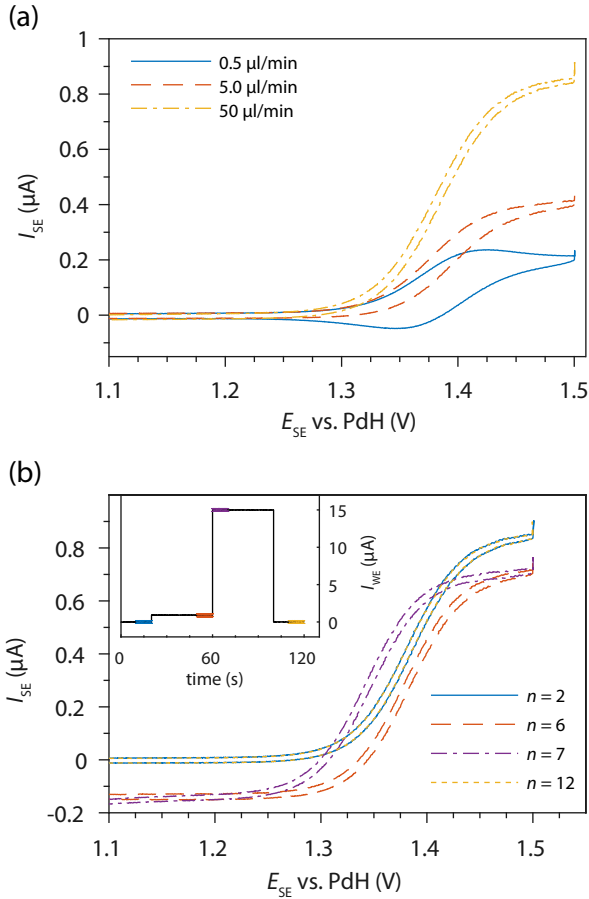 (a)
1
0.8
0.6
0.4
0.2
0
I_SE (μA)
0.5 μl/min
5.0 μl/min
50 μl/min
1.1 1.2 1.3 1.4 1.5
E_SE vs. PdH (V)
(b)
0.8
0.6
0.4
0.2
0
-0.2
I_SE (μA)
15
10
5
0
I_WE (μA)
0 60 120
time (s)
n = 2
n = 6
n = 7
n = 12
1.1 1.2 1.3 1.4 1.5
E_SE vs. PdH (V)